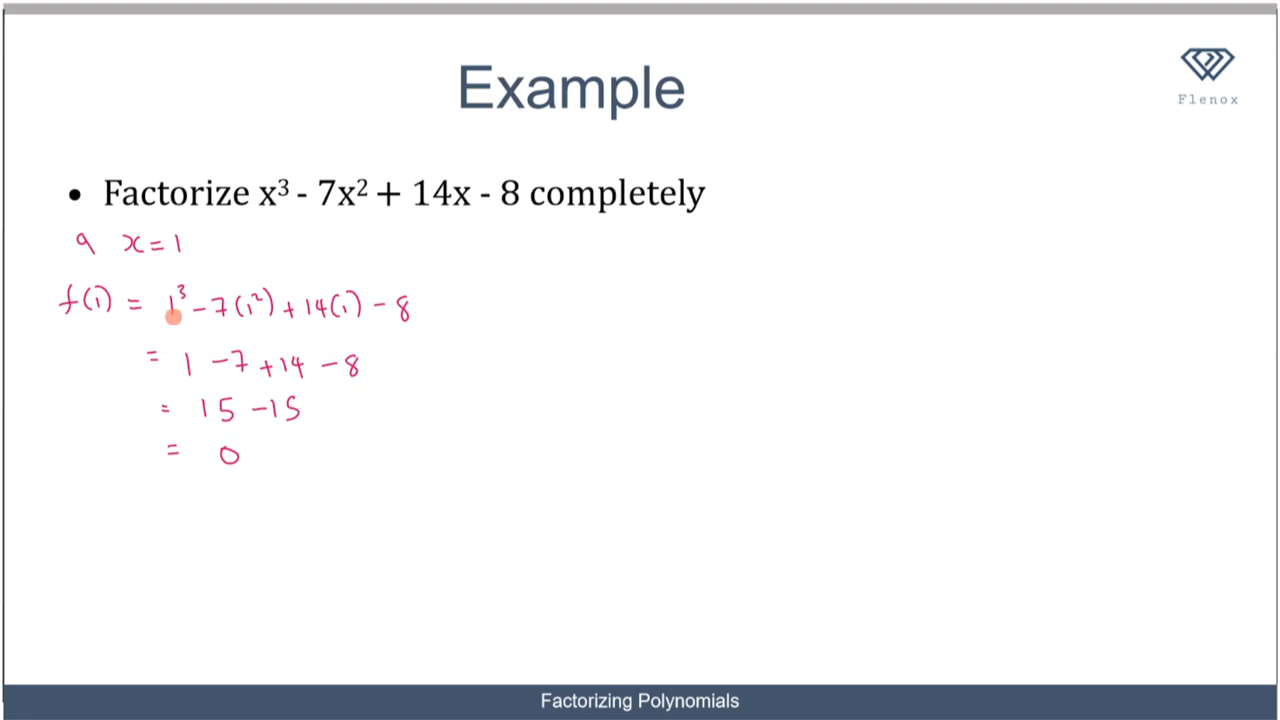 Example
Flenox
• Factorize x³ - 7x² + 14x - 8 completely
9 x = 1
f(1) = 1³ - 7(1²) + 14(1) - 8
= 1 - 7 + 14 - 8
= 15 - 15
= 0
Factorizing Polynomials